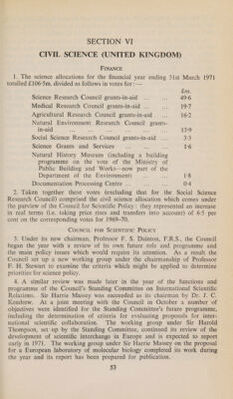 SECTION VI
CIVIL SCIENCE (UNITED KINGDOM)
FINANCE
1. The science allocations for the financial year ending 31st March 1971
totalled £106·5m, divided as follows in votes for:—
£m.
Science Research Council grants-in-aid ... ... 49·6
Medical Research Council grants-in-aid ... ... 19·7
Agricultural Research Council grants-in-aid ... 16·2
Natural Environment Research Council grants-
in-aid ... ... ... ... ... 13·9
Social Science Research Council grants-in-aid ... 3·3
Science Grants and Services ... ... ... 1·6
Natural History Museum (including a building
programme on the vote of the Ministry of
Public Building and Works—now part of the
Department of the Environment) ... ... 1·8
Documentation Processing Centre ... ... ... 0·4
2. Taken together these votes (excluding that for the Social Science
Research Council) comprised the civil science allocation which comes under
the purview of the Council for Scientific Policy; they represented an increase
in real terms (i.e. taking price rises and transfers into account) of 6·5 per
cent on the corresponding votes for 1969–70.
COUNCIL FOR SCIENTIFIC POLICY
3. Under its new chairman, Professor F. S. Dainton, F.R.S., the Council
began the year with a review of its own future role and programme and
the main policy issues which would require its attention. As a result the
Council set up a new working group under the chairmanship of Professor
F. H. Stewart to examine the criteria which might be applied to determine
priorities for science policy.
4. A similar review was made later in the year of the functions and
programme of the Council's Standing Committee on International Scientific
Relations. Sir Harrie Massey was succeeded as its chairman by Dr. J. C.
Kendrew. At a joint meeting with the Council in October a number of
objectives were identified for the Standing Committee's future programme,
including the determination of criteria for evaluating proposals for inter-
national scientific collaboration. The working group under Sir Harold
Thompson, set up by the Standing Committee, continued its review of the
development of scientific interchange in Europe and is expected to report
early in 1971. The working group under Sir Harrie Massey on the proposal
for a European laboratory of molecular biology completed its work during
the year and its report has been prepared for publication.
53